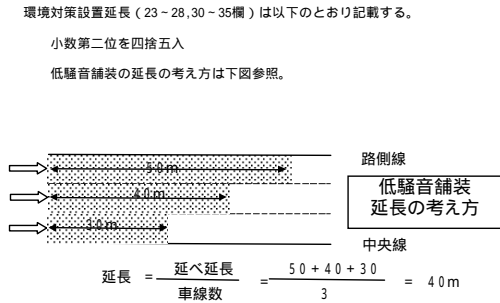 環境対策設置延長(23~28,30~35欄)は以下のとおり記載する。
小数第二位を四捨五入
低騒音舗装の延長の考え方は下図参照。
路側線
50m
40m
低騒音舗装
延長の考え方
30m
中央線
延長 = 延べ延長 / 車線数 = 50+40+30 / 3 = 40m